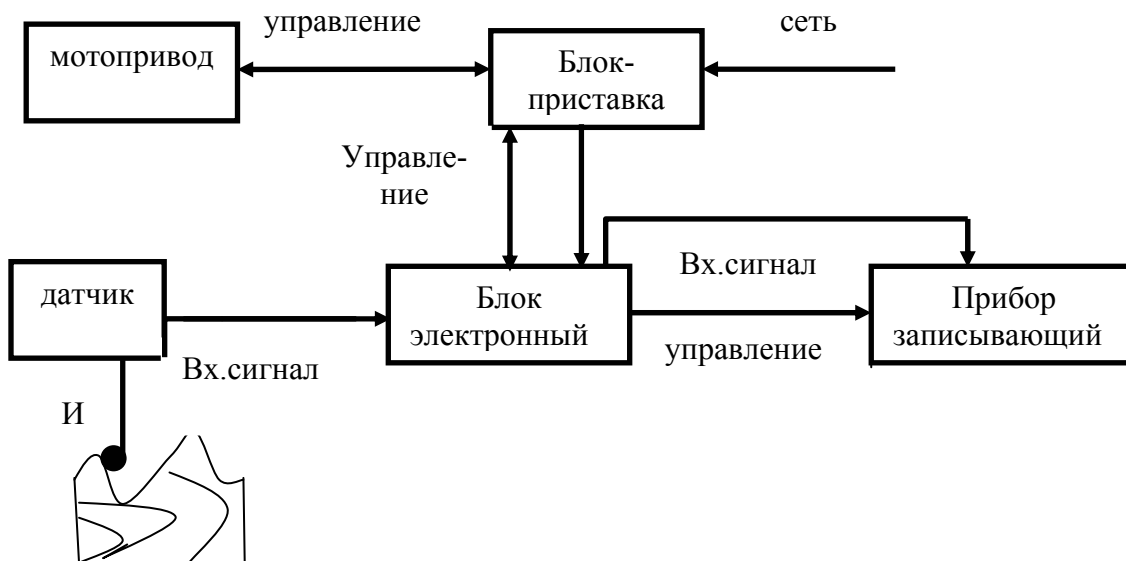 управление
сеть
мотопривод
Блок-
приставка
Управле-
ние
Вх.сигнал
датчик
Блок
электронный
Прибор
записывающий
управление
Вх.сигнал
И